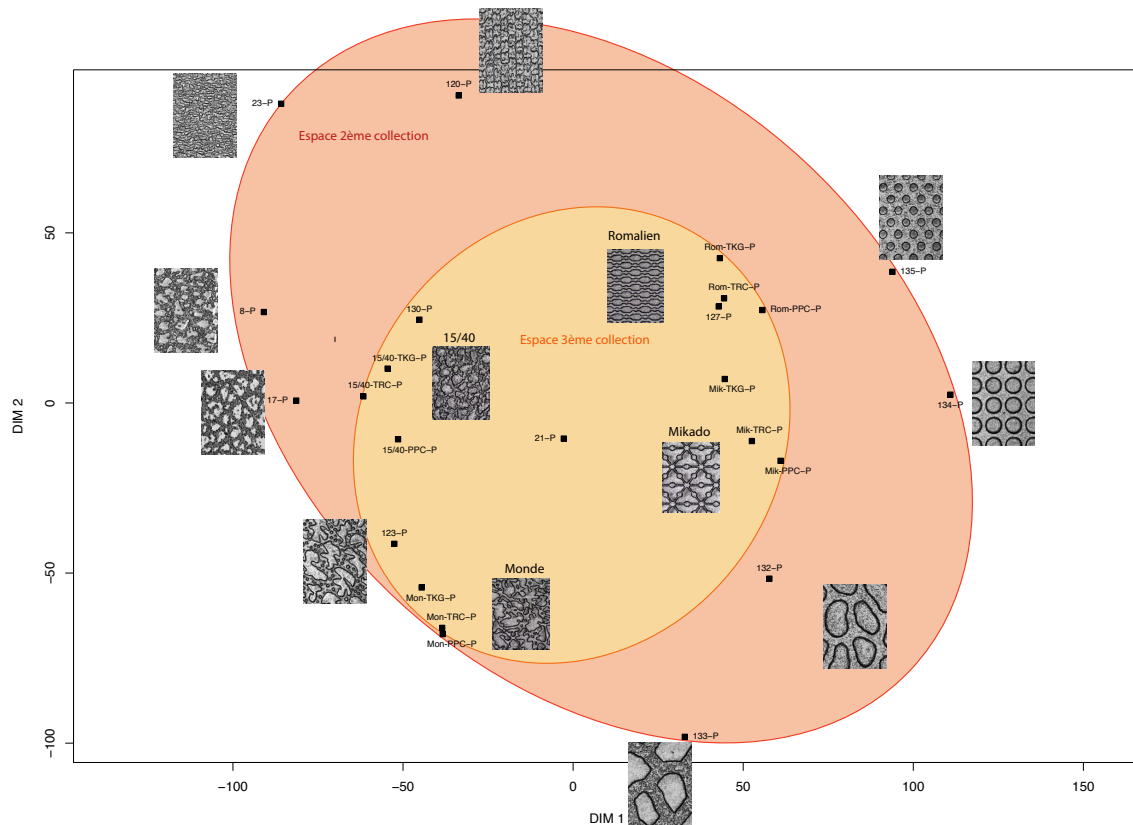 120−P
23−P
Espace 2ème collection
50
Romalien
Rom−TKG−P
135−P
Rom−TRC−P
8−P
130−P
127−P
Rom−PPC−P
15/40
Espace 3ème collection
15/40−TKG−P
Mik−TKG−P
15/40−TRC−P
0
17−P
134−P
DIM 2
Mikado
Mik−TRC−P
21−P
15/40−PPC−P
Mik−PPC−P
123−P
−50
Monde
132−P
Mon−TKG−P
Mon−TRC−P
Mon−PPC−P
133−P
−100
−100
−50
0
50
100
150
DIM 1